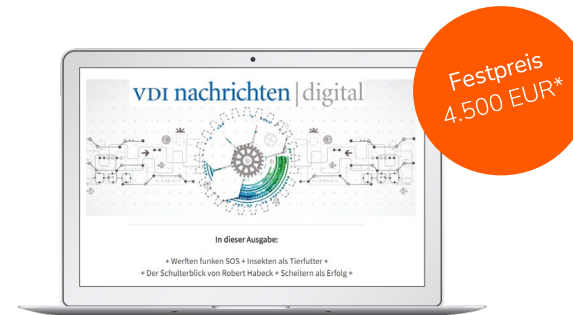 VDI nachrichten|digital
In dieser Ausgabe:
+ Werften funken SOS + Insekten als Tierfutter +
+ Der Schulterblick von Robert Habeck + Scheitern als Erfolg +
Festpreis
4.500 EUR*